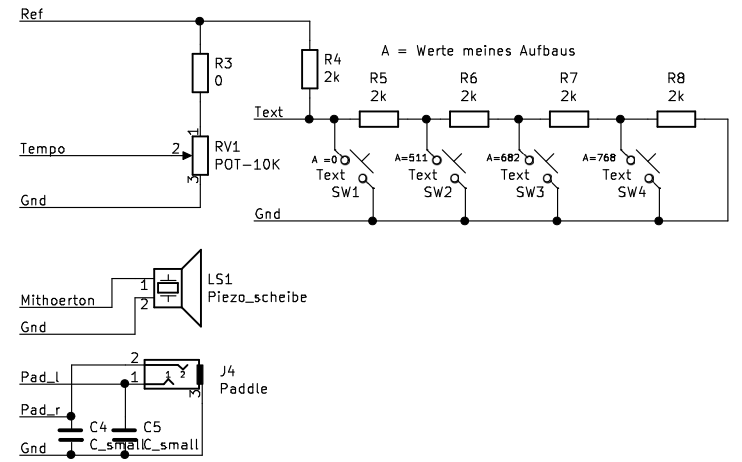 Ref
R3
0
R4
2k
A = Werte meines Aufbaus
R5
2k
R6
2k
R7
2k
R8
2k
Text
Tempo
2
1
3
RV1
POT-10K
A =0
Text
SW1
A=511
Text
SW2
A=682
Text
SW3
A=768
Text
SW4
Gnd
Gnd
LS1
Piezo_scheibe
1
2
Mithoerton
Gnd
2
1
1 2
3
J4
Paddle
Pad_l
Pad_r
C4
C_small
C5
C_small
Gnd